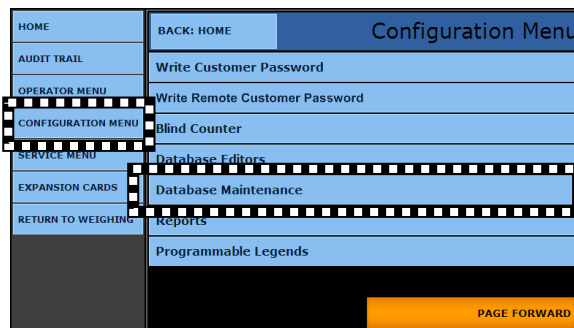 HOME
AUDIT TRAIL
OPERATOR MENU
CONFIGURATION MENU
SERVICE MENU
EXPANSION CARDS
RETURN TO WEIGHING
BACK: HOME
Configuration Menu
Write Customer Password
Write Remote Customer Password
Blind Counter
Database Editors
Database Maintenance
Reports
Programmable Legends
PAGE FORWARD